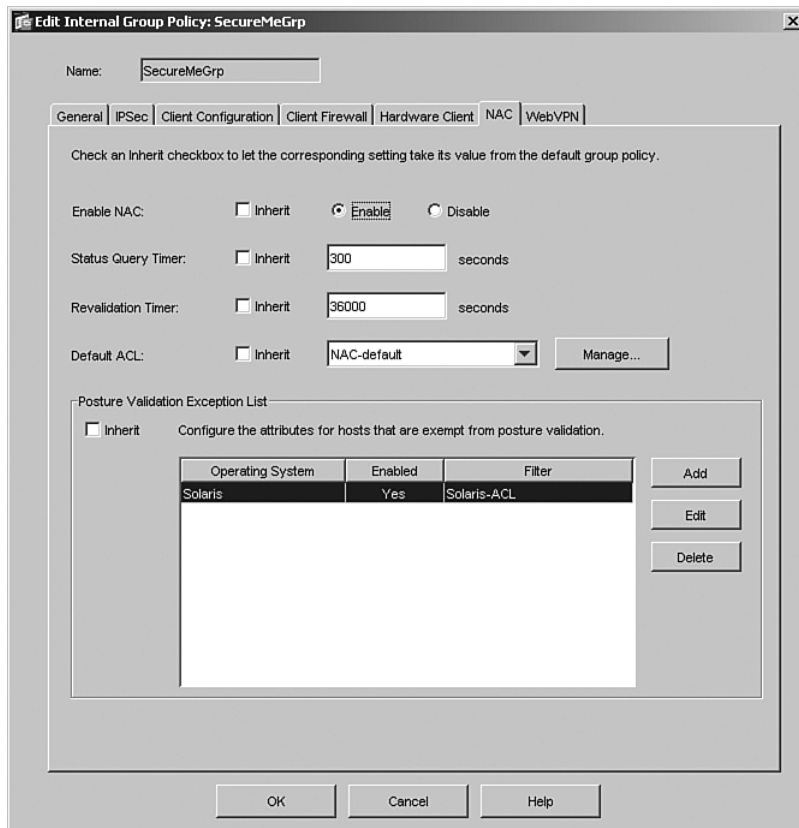 Edit Internal Group Policy: SecureMeGrp
Name: SecureMeGrp
General IPSec Client Configuration Client Firewall Hardware Client NAC WebVPN
Check an Inherit checkbox to let the corresponding setting take its value from the default group policy.
Enable NAC: Inherit Enable Disable
Status Query Timer: Inherit 300 seconds
Revalidation Timer: Inherit 36000 seconds
Default ACL: Inherit NAC-default Manage...
Posture Validation Exception List
Inherit Configure the attributes for hosts that are exempt from posture validation.
Operating System Enabled Filter Add
Solaris Yes Solaris-ACL
Edit
Delete
OK Cancel Help